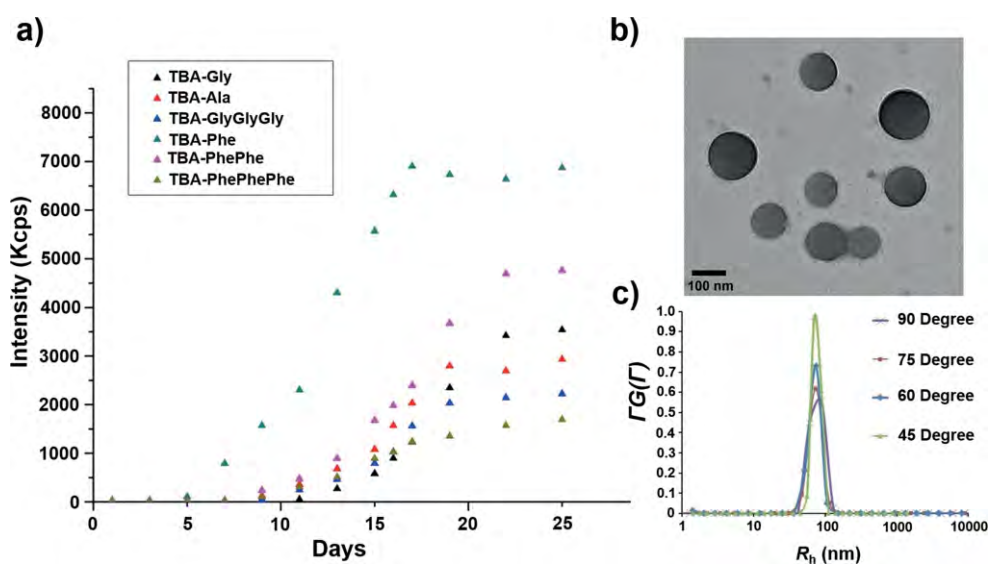 a)
TBA-Gly
TBA-Ala
TBA-GlyGlyGly
TBA-Phe
TBA-PhePhe
TBA-PhePhePhe
8000
7000
6000
5000
4000
3000
2000
1000
0
Intensity (Kcps)
0 5 10 15 20 25
Days
b)
100 nm
c)
1.0
0.9
0.8
0.7
0.6
0.5
0.4
0.3
0.2
0.1
0
ΓG(Γ)
90 Degree
75 Degree
60 Degree
45 Degree
1 10 100 1000 10000
Rh (nm)